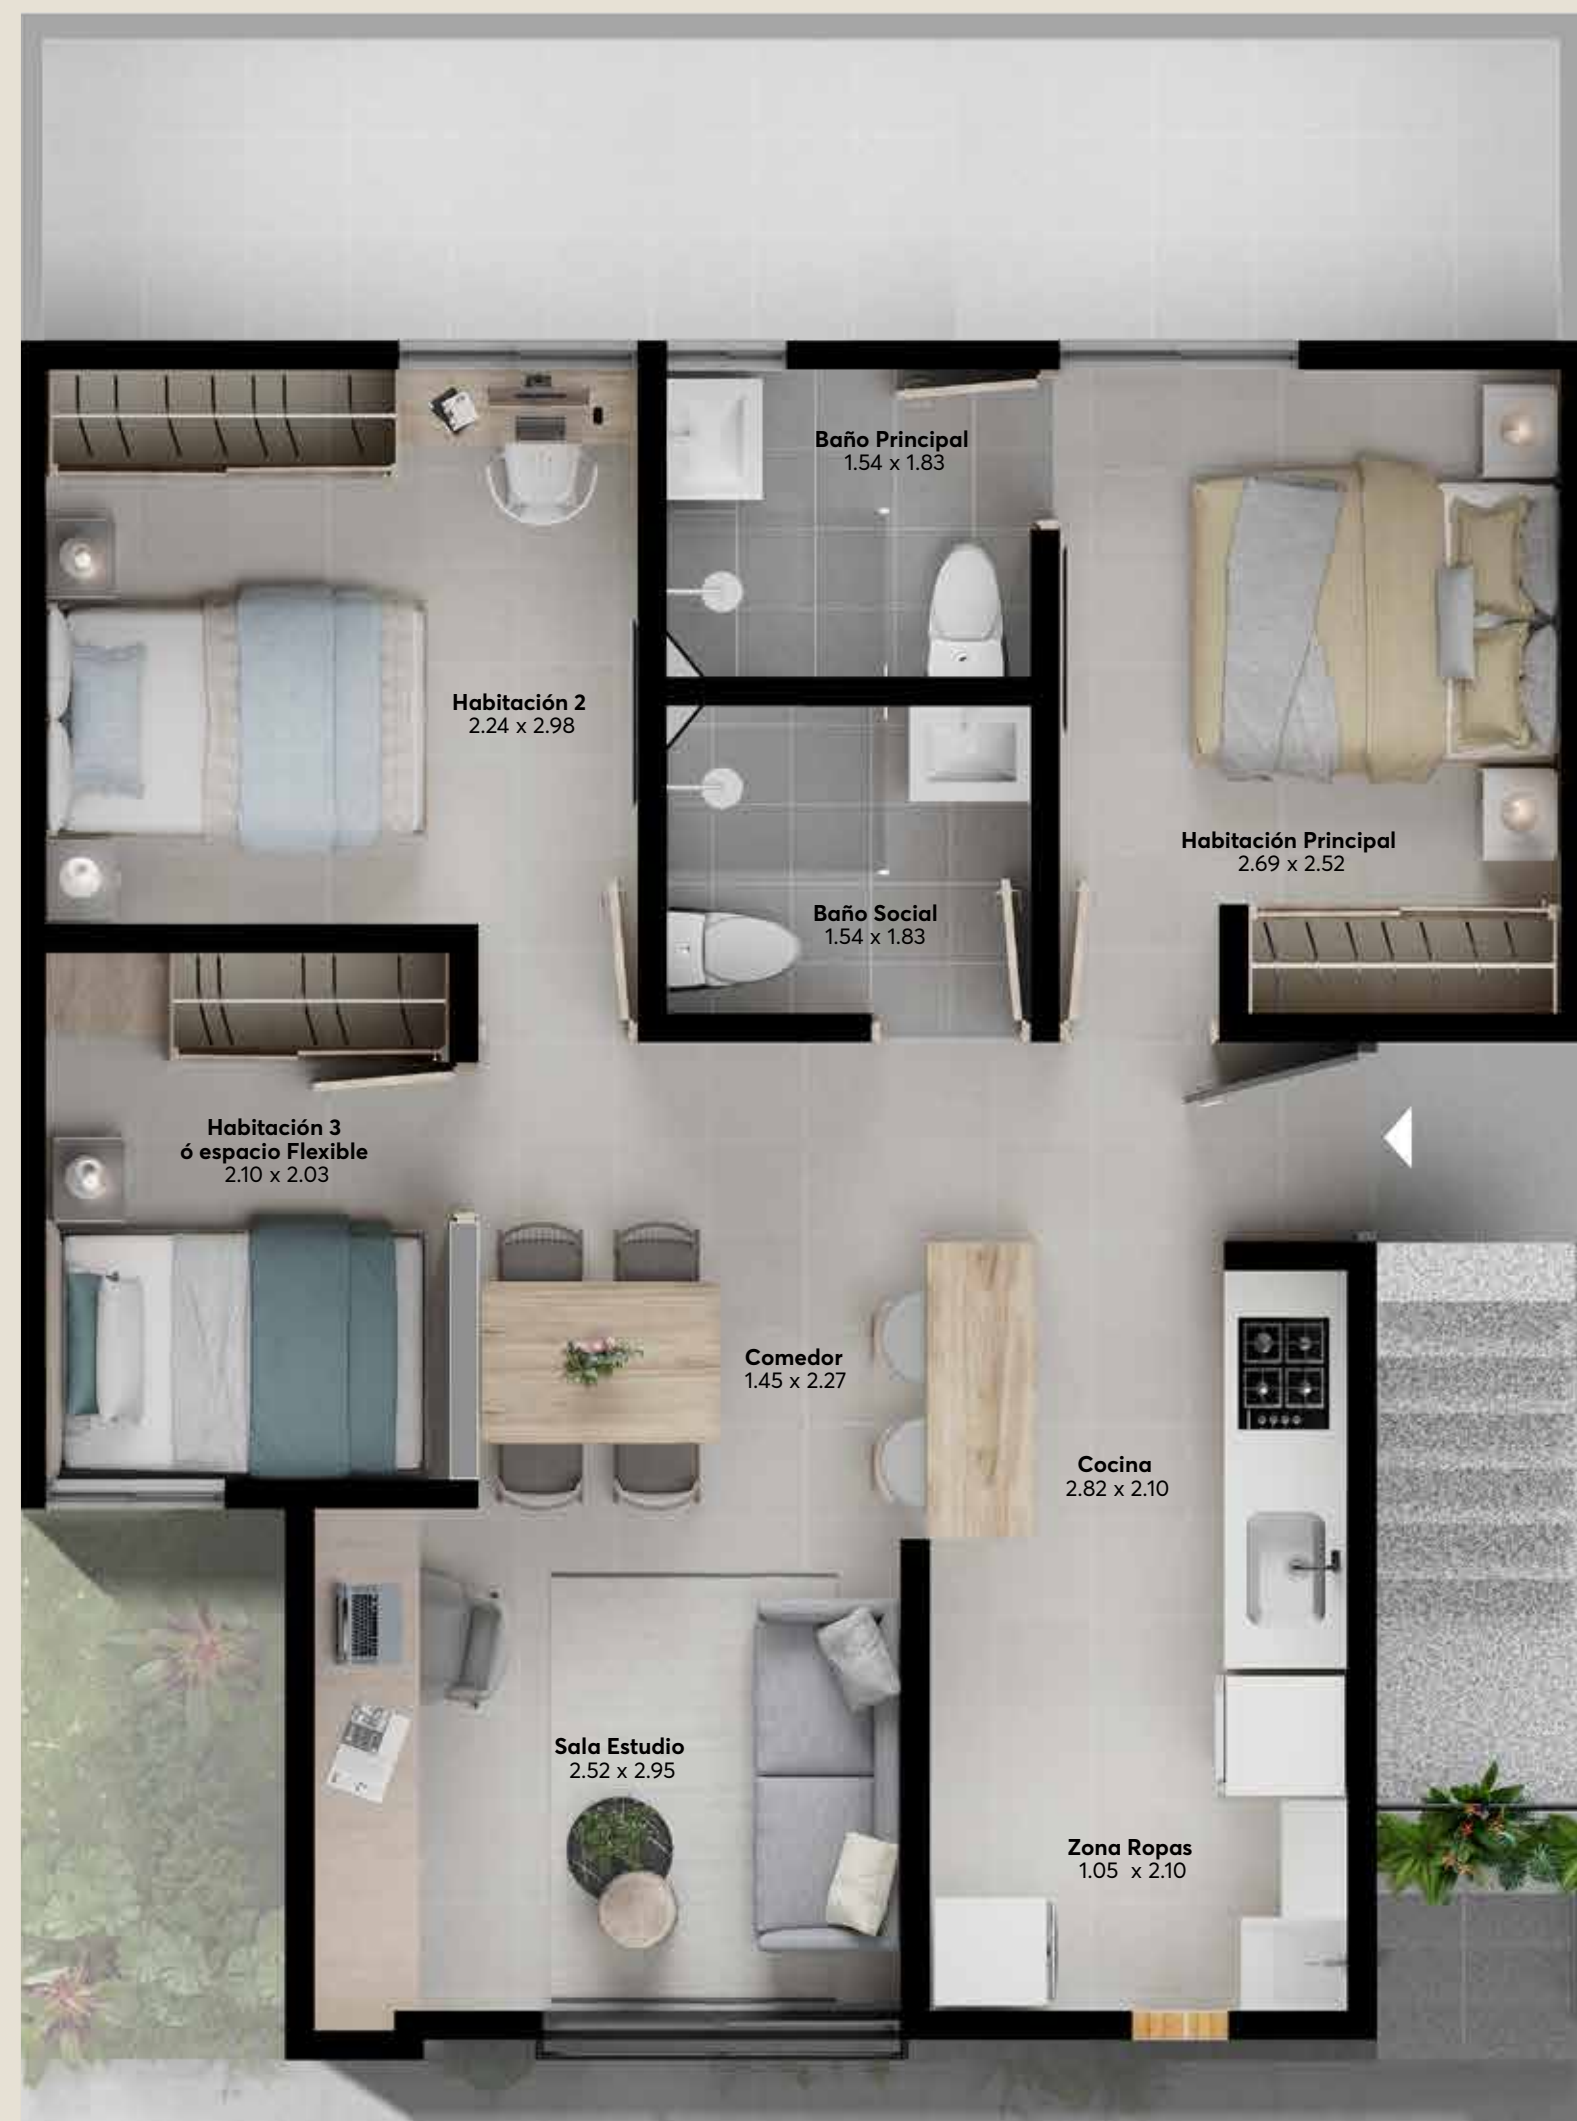 Baño Principal
1.54 x 1.83
Habitación 2
2.24 x 2.98
Habitación Principal
2.69 x 2.52
Baño Social
1.54 x 1.83
Habitación 3
ó espacio Flexible
2.10 x 2.03
Comedor
1.45 x 2.27
Cocina
2.82 x 2.10
Sala Estudio
2.52 x 2.95
Zona Ropas
1.05 x 2.10